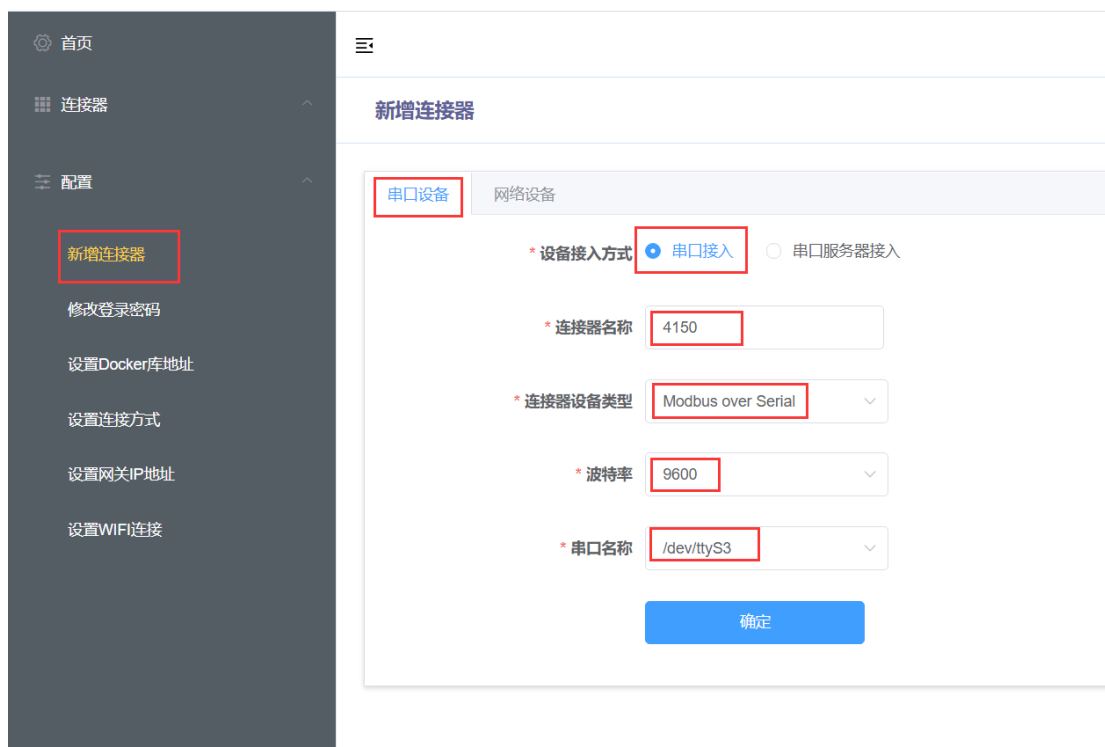 首页
连接器
配置
新增连接器
修改登录密码
设置Docker库地址
设置连接方式
设置网关IP地址
设置WIFI连接
新增连接器
串口设备 网络设备
* 设备接入方式 串口接入 串口服务器接入
* 连接器名称 4150
* 连接器设备类型 Modbus over Serial
* 波特率 9600
* 串口名称 /dev/ttyS3
确定